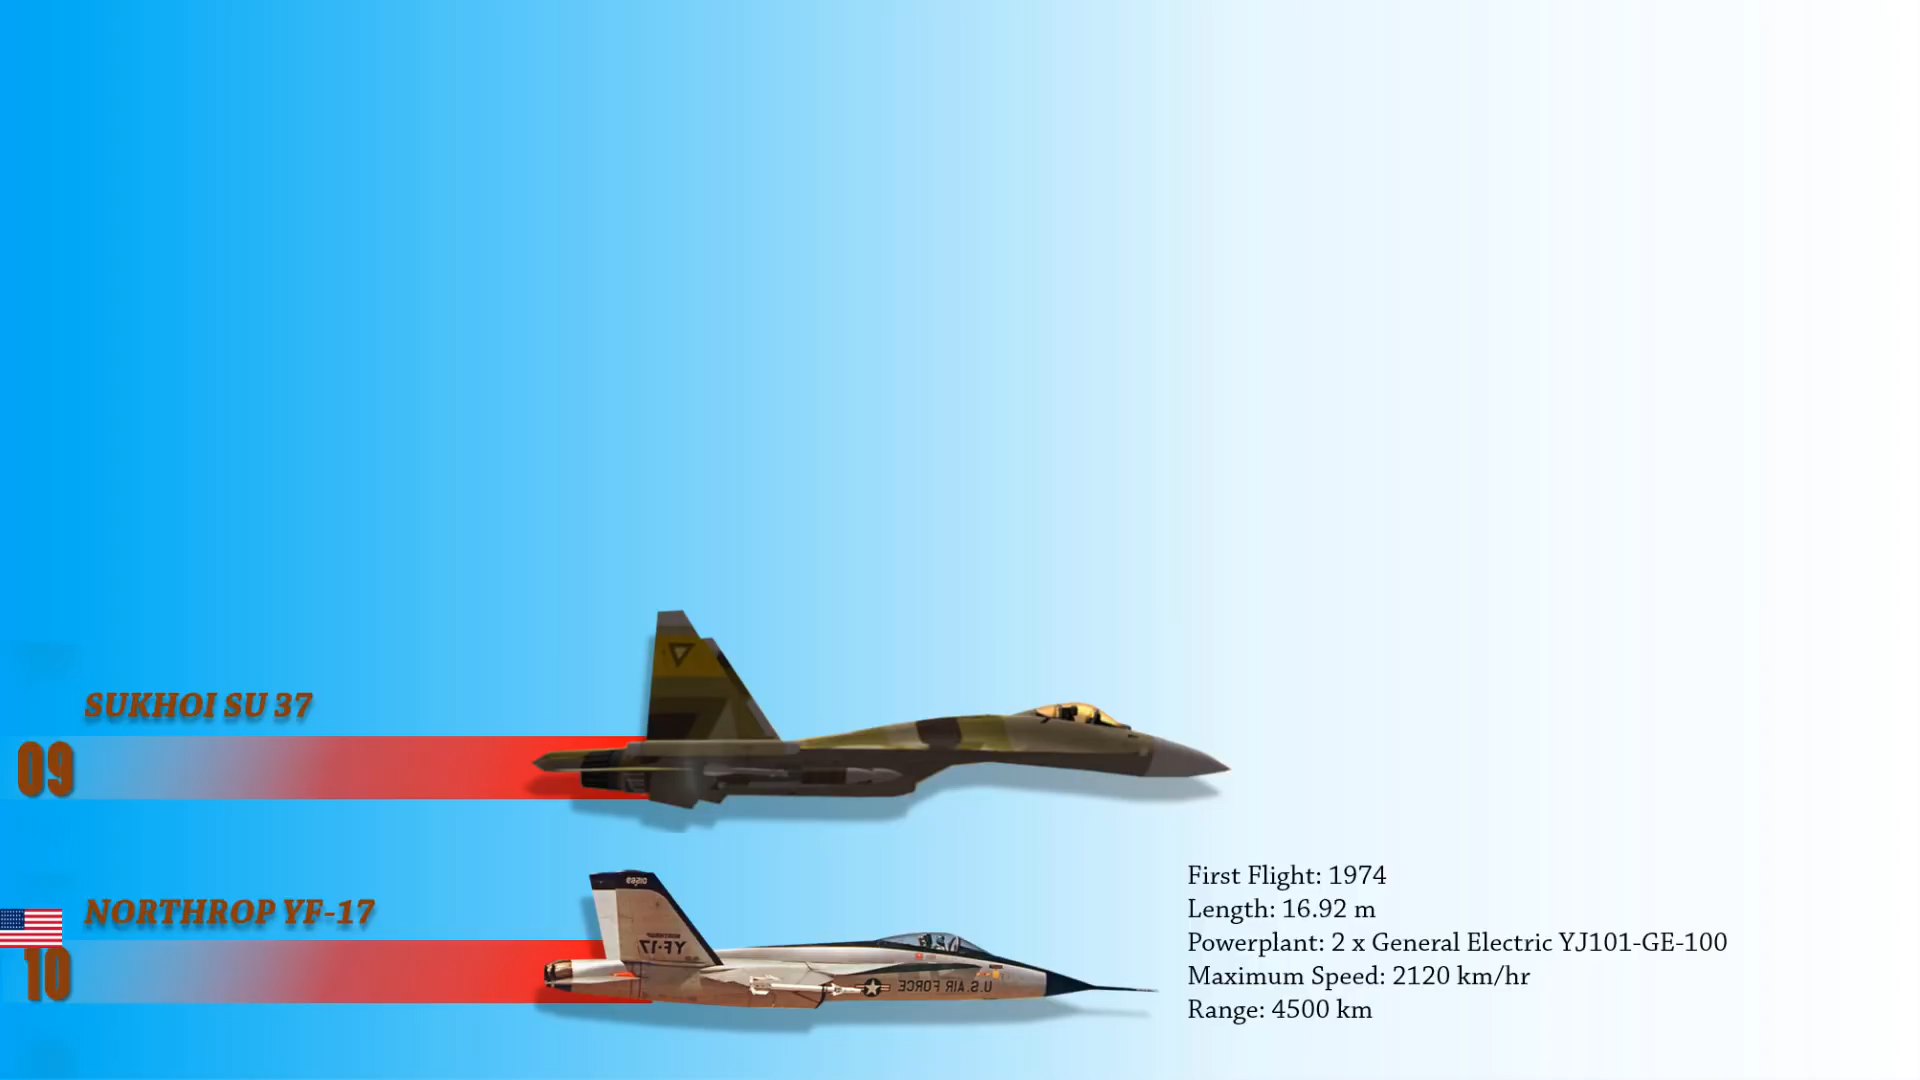 SUKHOI SU 37
09
NORTHROP YF-17
10
YF-17
U.S. AIR FORCE
First Flight: 1974
Length: 16.92 m
Powerplant: 2 x General Electric YJ101-GE-100
Maximum Speed: 2120 km/hr
Range: 4500 km